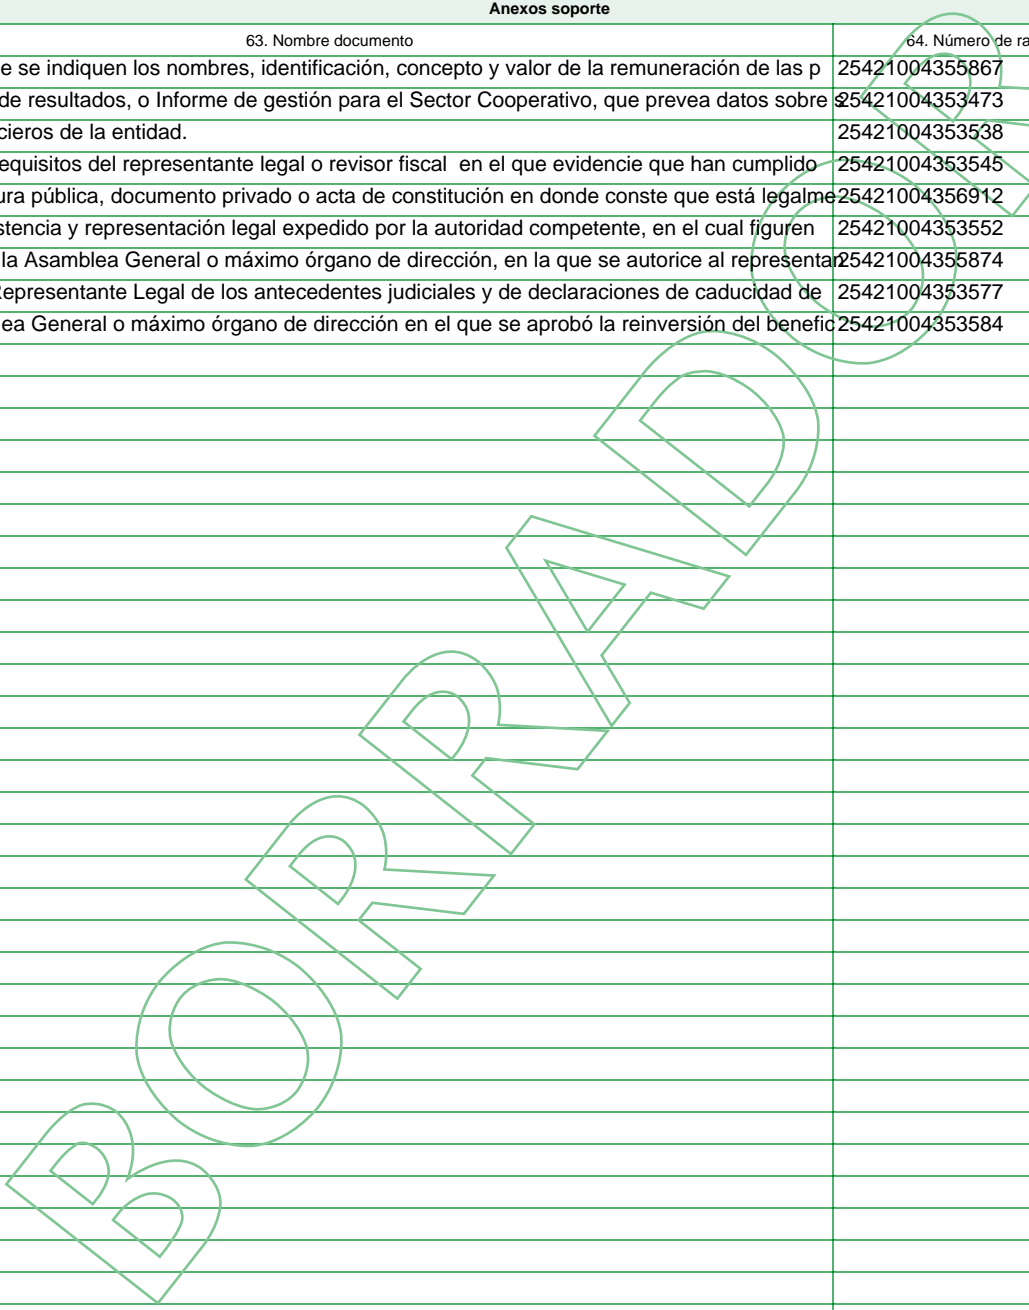 Anexos soporte
63. Nombre documento 64. Número de ra
e se indiquen los nombres, identificación, concepto y valor de la remuneración de las p 25421004355867
de resultados, o Informe de gestión para el Sector Cooperativo, que prevea datos sobre s 25421004353473
cieros de la entidad. 25421004353538
equisitos del representante legal o revisor fiscal en el que evidencie que han cumplido 25421004353545
ura pública, documento privado o acta de constitución en donde conste que está legalme 25421004356912
stencia y representación legal expedido por la autoridad competente, en el cual figuren 25421004353552
la Asamblea General o máximo órgano de dirección, en la que se autorice al representan 25421004355874
Representante Legal de los antecedentes judiciales y de declaraciones de caducidad de 25421004353577
ea General o máximo órgano de dirección en el que se aprobó la reinversión del benefic 25421004353584
BORRADOR